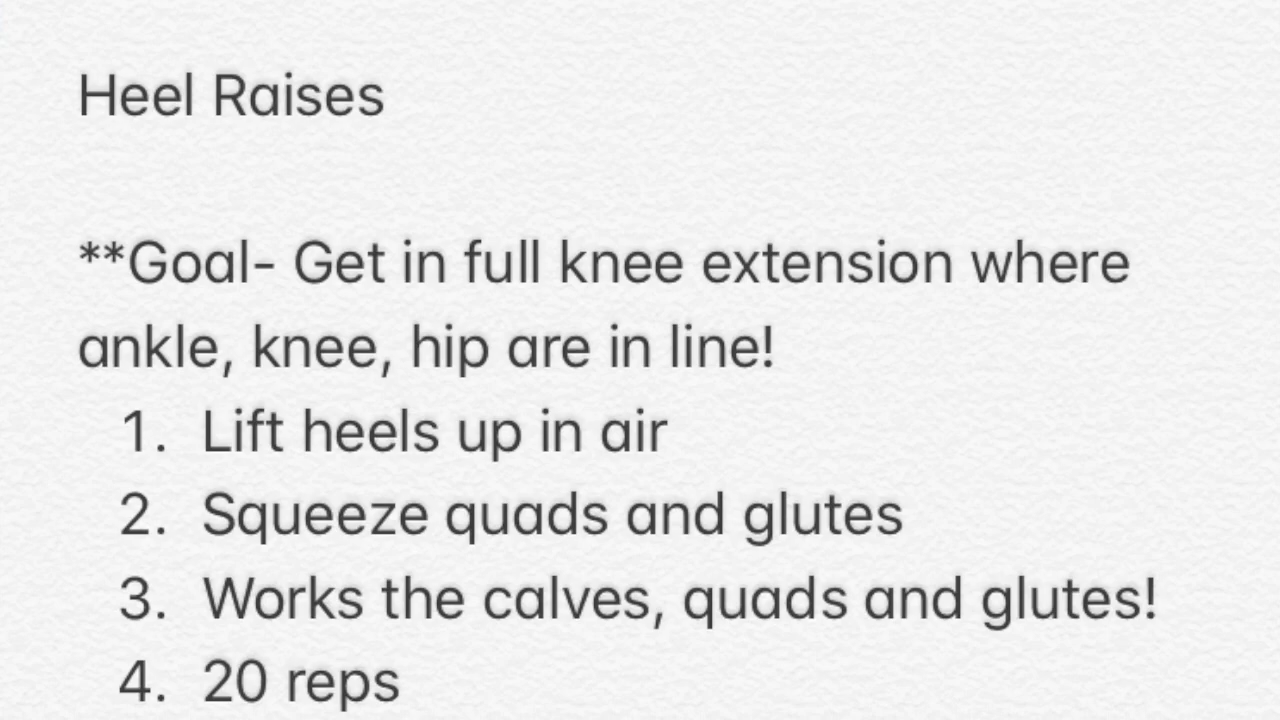 Heel Raises
**Goal- Get in full knee extension where
ankle, knee, hip are in line!
1. Lift heels up in air
2. Squeeze quads and glutes
3. Works the calves, quads and glutes!
4. 20 reps